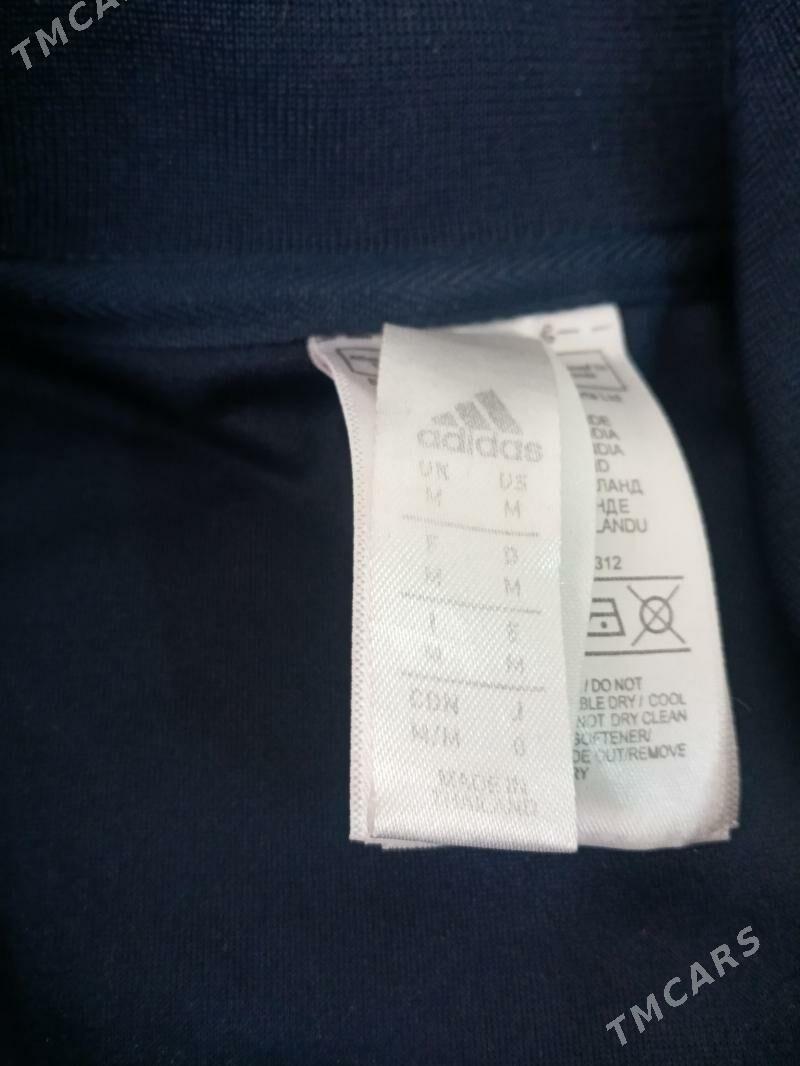 TMCARS
adidas
UK US
M M
F D
M M
I E
M M
CDN J
M/M O
MADE IN
THAILAND
DE
DIA
DIA
D
ЛАНД
НДЕ
LANDU
312
/ DO NOT
BLE DRY / COOL
NOT DRY CLEAN
SOFTENER/
DE OUT/REMOVE
RY
TMCARS